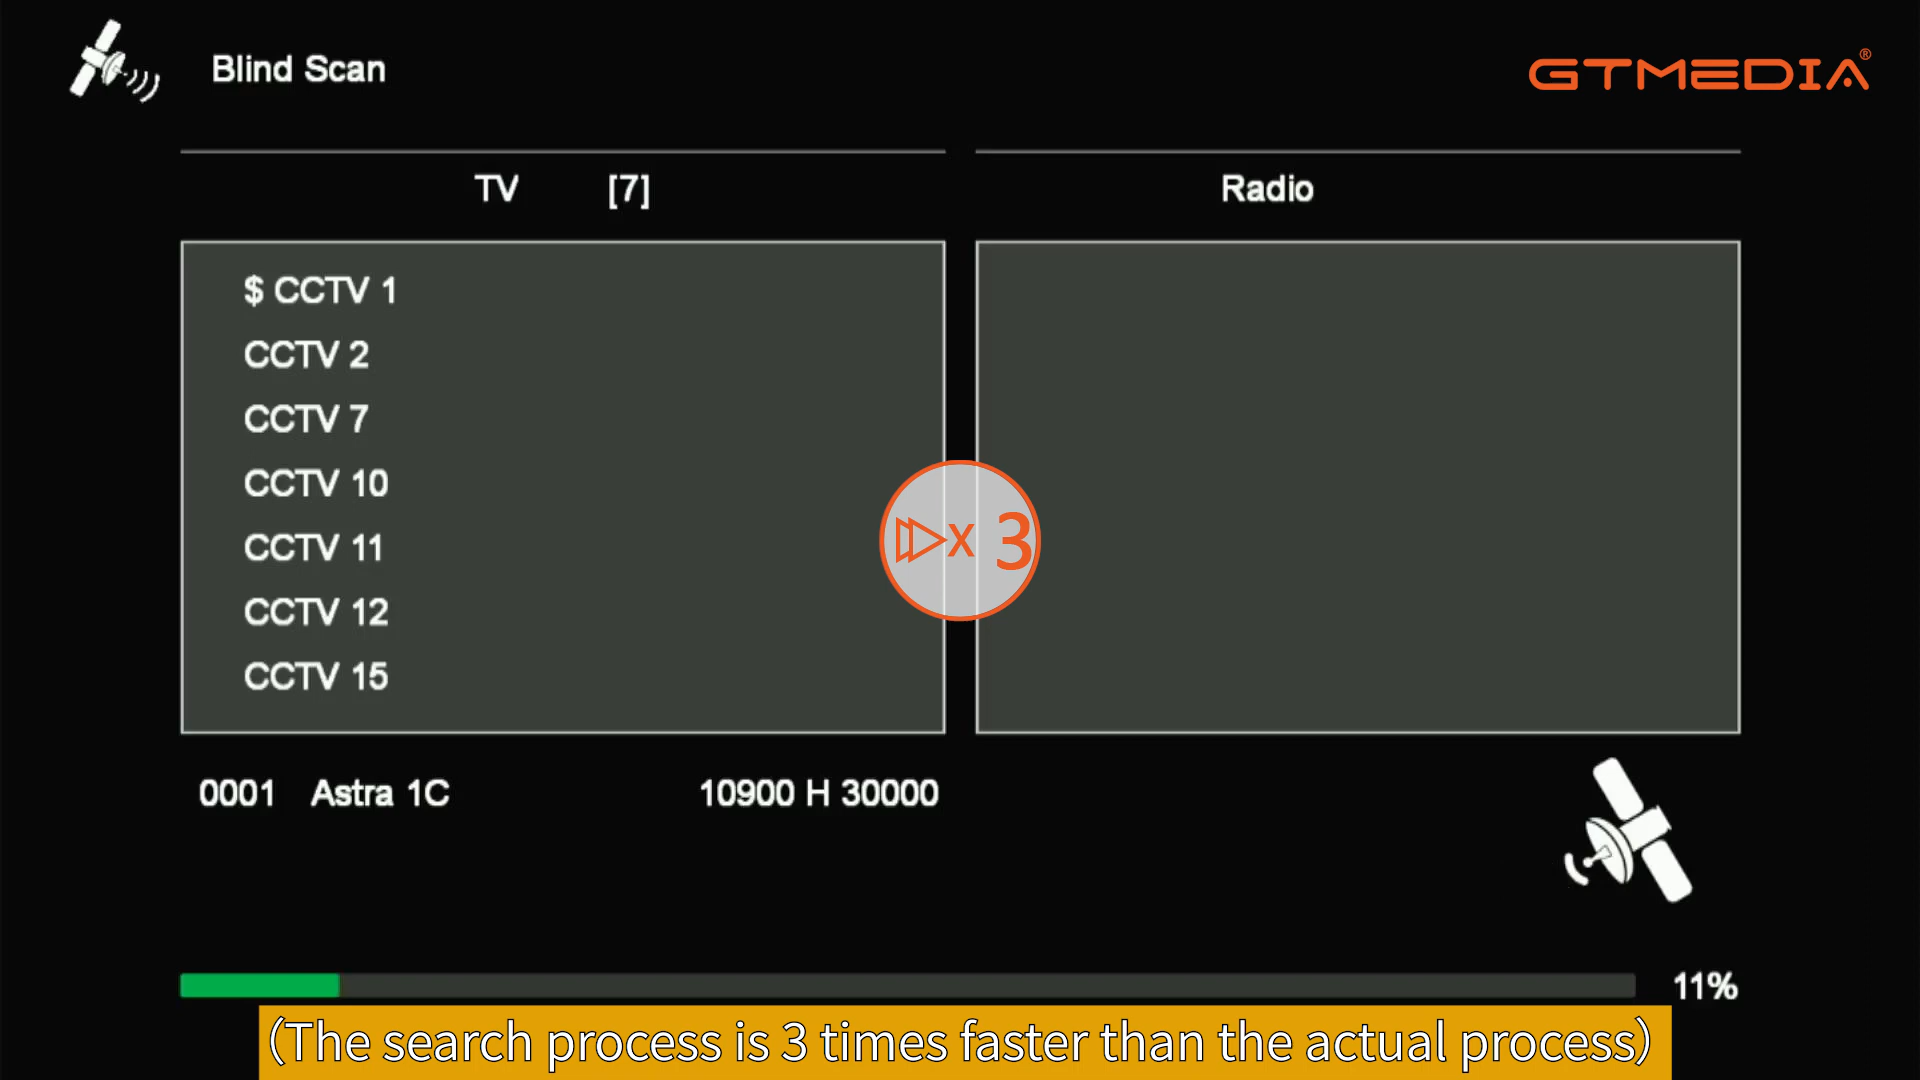 Blind Scan
GTMEDIA®
TV [7]
Radio
$ CCTV 1
CCTV 2
CCTV 7
CCTV 10
CCTV 11
CCTV 12
CCTV 15
x 3
0001 Astra 1C 10900 H 30000
11%
(The search process is 3 times faster than the actual process)